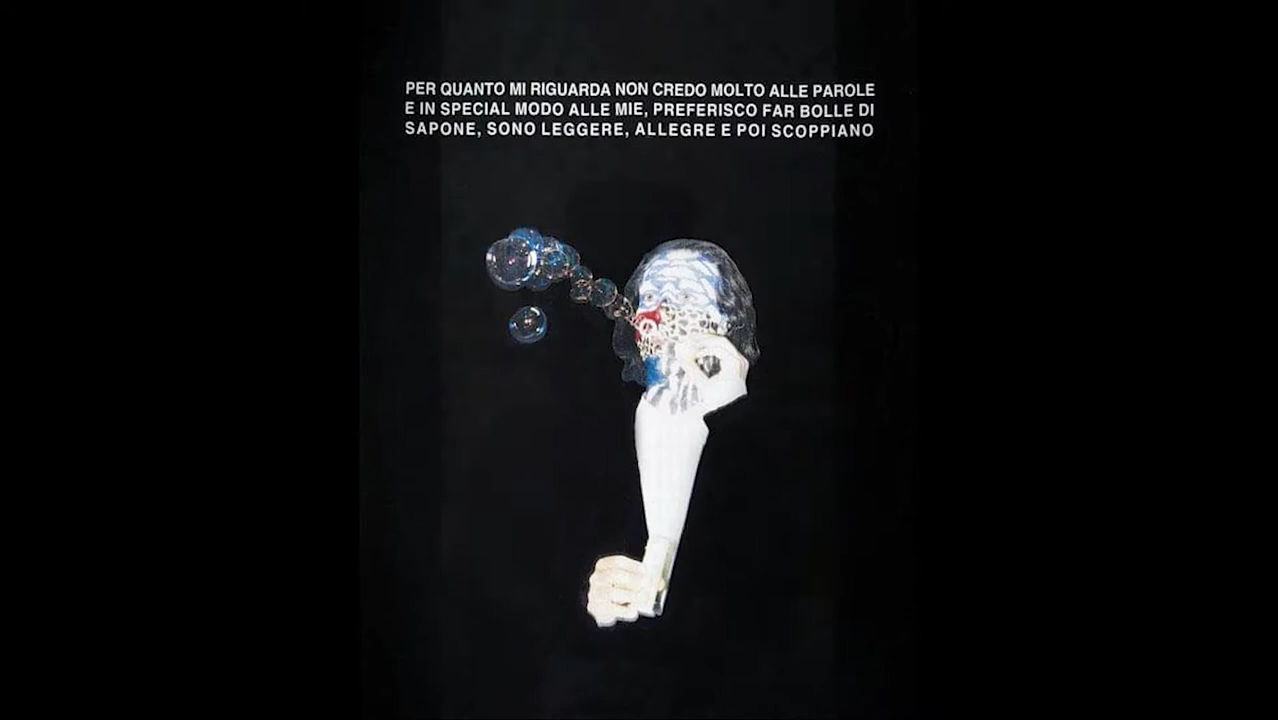 PER QUANTO MI RIGUARDA NON CREDO MOLTO ALLE PAROLE
E IN SPECIAL MODO ALLE MIE, PREFERISCO FAR BOLLE DI
SAPONE, SONO LEGGERE, ALLEGRE E POI SCOPPIANO